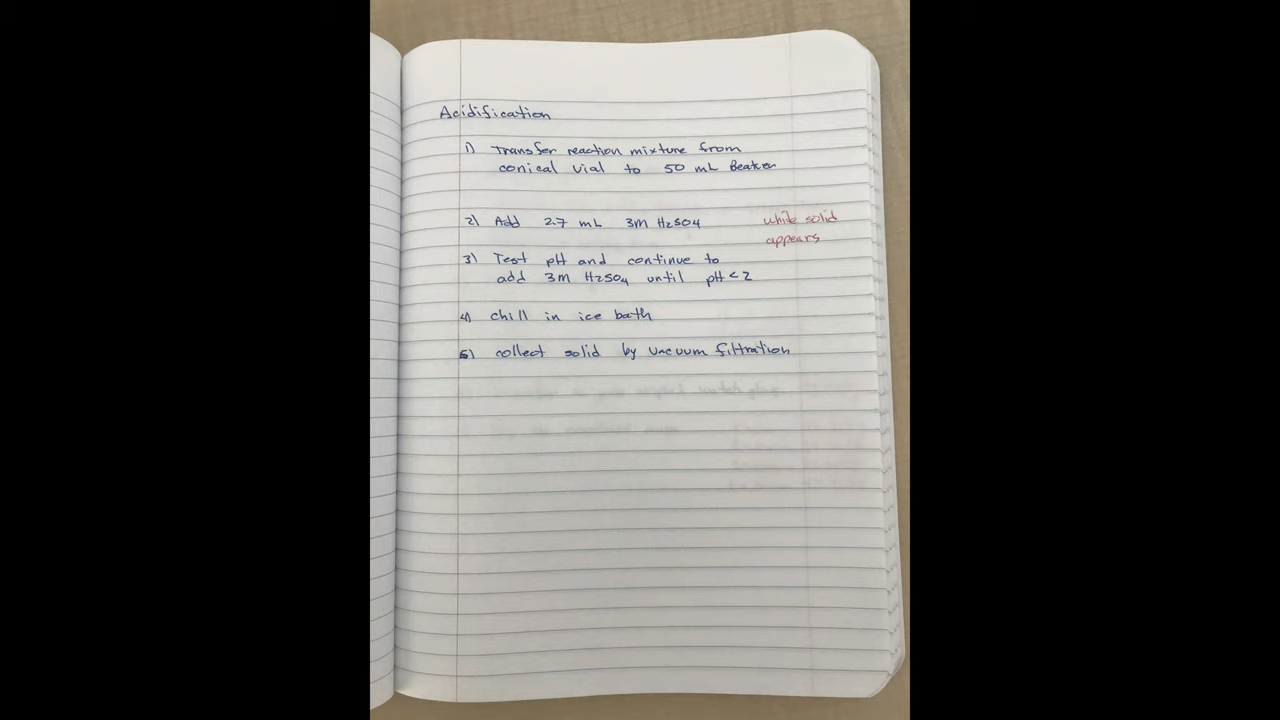 Acidification
1) Transfer reaction mixture from
conical vial to 50 mL Beaker
2) Add 2.7 mL 3M H2SO4 white solid
appears
3) Test pH and continue to
add 3M H2SO4 until pH < 2
4) chill in ice bath
5) collect solid by vacuum filtration